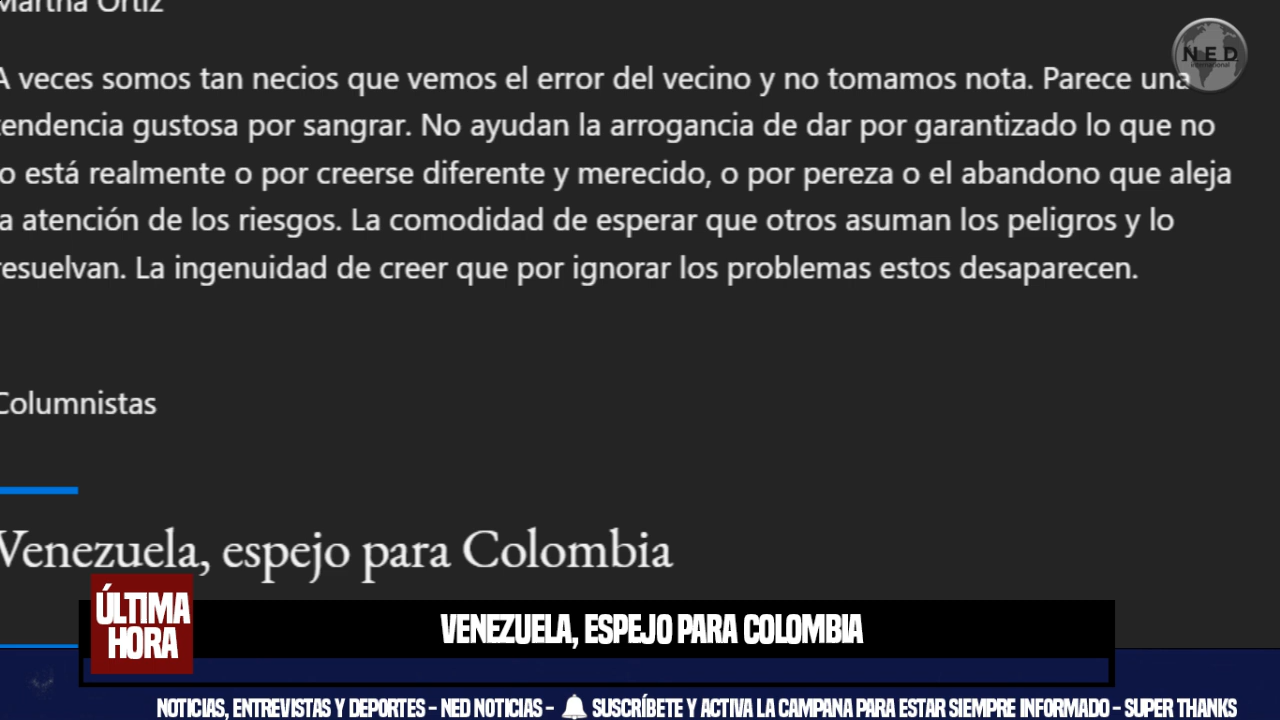 Martha Ortiz
NED
international
A veces somos tan necios que vemos el error del vecino y no tomamos nota. Parece una
tendencia gustosa por sangrar. No ayudan la arrogancia de dar por garantizado lo que no
lo está realmente o por creerse diferente y merecido, o por pereza o el abandono que aleja
la atención de los riesgos. La comodidad de esperar que otros asuman los peligros y lo
resuelvan. La ingenuidad de creer que por ignorar los problemas estos desaparecen.
Columnistas
Venezuela, espejo para Colombia
ÚLTIMA
HORA
VENEZUELA, ESPEJO PARA COLOMBIA
NOTICIAS, ENTREVISTAS Y DEPORTES - NED NOTICIAS - 🔔 SUSCRÍBETE Y ACTIVA LA CAMPANA PARA ESTAR SIEMPRE INFORMADO - SUPER THANKS